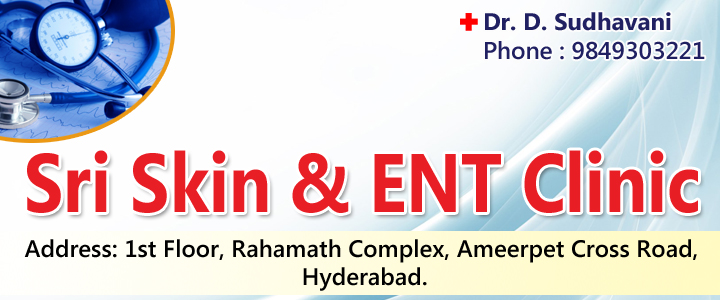 Dr. D. Sudhavani
Phone : 9849303221
Sri Skin & ENT Clinic
Address: 1st Floor, Rahamath Complex, Ameerpet Cross Road,
Hyderabad.